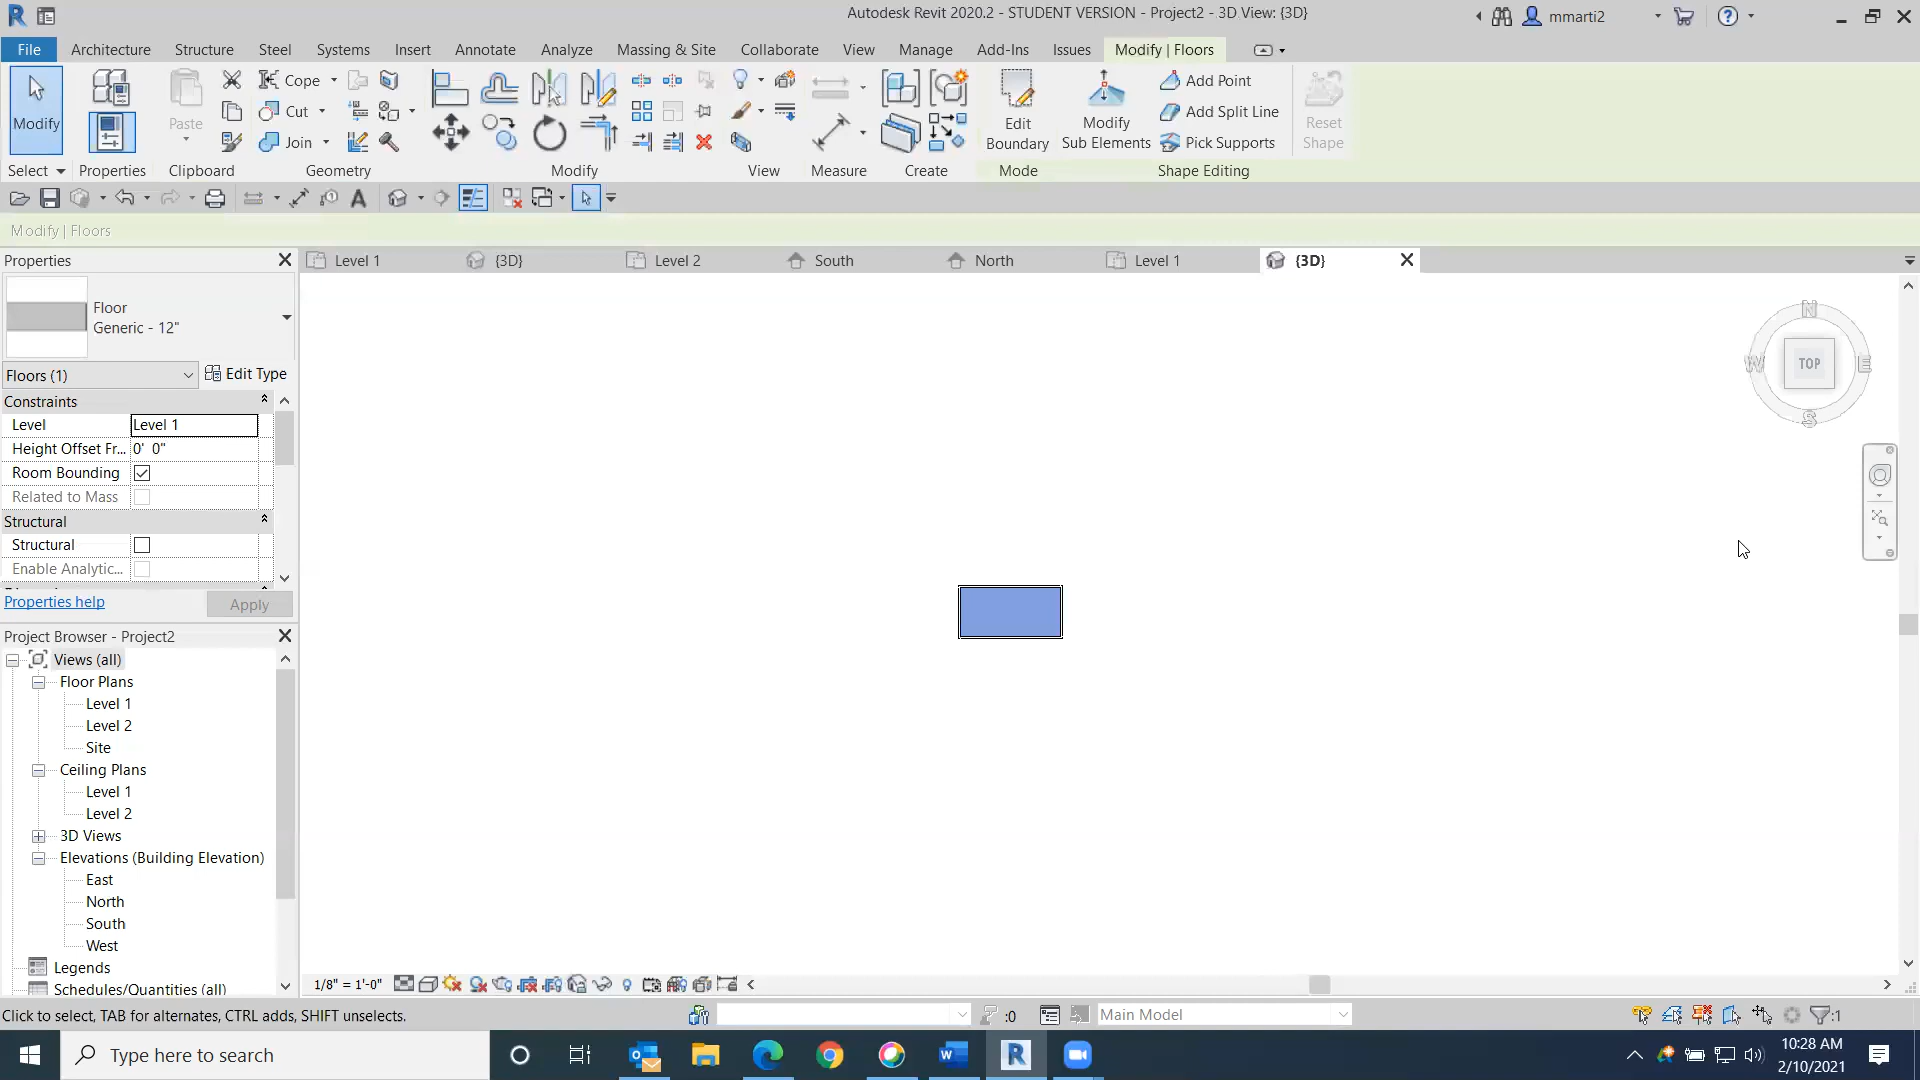 Autodesk Revit 2020.2 - STUDENT VERSION - Project2 - 3D View: {3D}
mmarti2
File Architecture Structure Steel Systems Insert Annotate Analyze Massing & Site Collaborate View Manage Add-Ins Issues Modify | Floors
Modify
Paste
Cope
Cut
Join
Edit
Boundary
Modify
Sub Elements
Add Point
Add Split Line
Pick Supports
Reset
Shape
Select Properties Clipboard Geometry Modify View Measure Create Mode Shape Editing
Modify | Floors
Properties
Level 1 {3D} Level 2 South North Level 1 {3D}
Floor
Generic - 12"
Floors (1) Edit Type
Constraints
Level Level 1
Height Offset Fr... 0' 0"
Room Bounding
Related to Mass
Structural
Structural
Enable Analytic...
Properties help Apply
N
W TOP E
S
Project Browser - Project2
Views (all)
Floor Plans
Level 1
Level 2
Site
Ceiling Plans
Level 1
Level 2
3D Views
Elevations (Building Elevation)
East
North
South
West
Legends
Schedules/Quantities (all)
1/8" = 1'-0"
Click to select, TAB for alternates, CTRL adds, SHIFT unselects. :0 Main Model :1
Type here to search
10:28 AM
2/10/2021